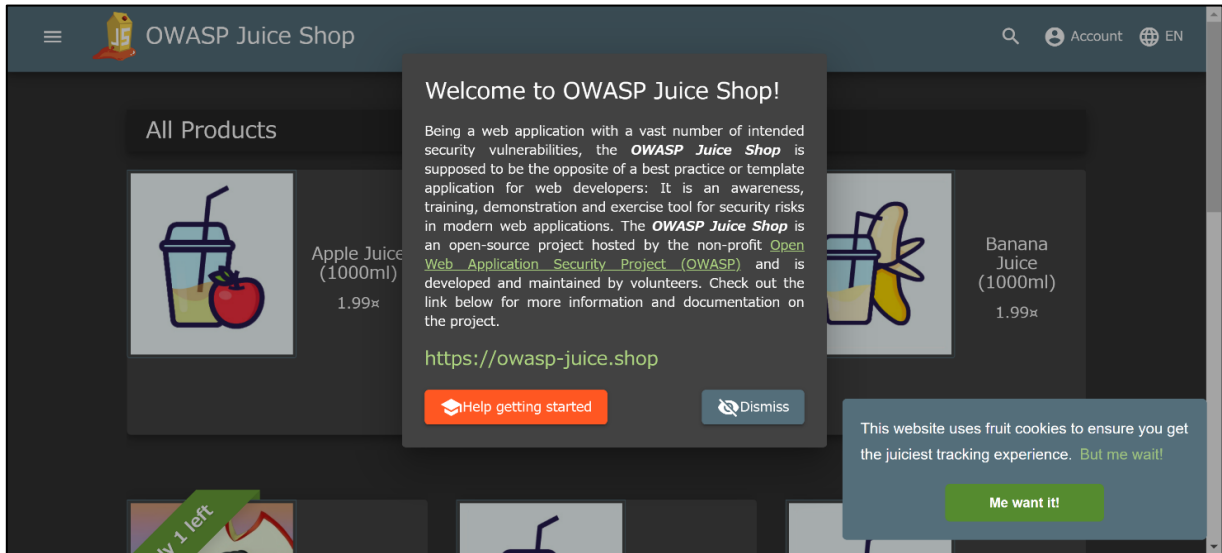 OWASP Juice Shop
Account
EN
All Products
Apple Juice
(1000ml)
1.99¤
Welcome to OWASP Juice Shop!
Being a web application with a vast number of intended
security vulnerabilities, the OWASP Juice Shop is
supposed to be the opposite of a best practice or template
application for web developers: It is an awareness,
training, demonstration and exercise tool for security risks
in modern web applications. The OWASP Juice Shop is
an open-source project hosted by the non-profit Open
Web Application Security Project (OWASP) and is
developed and maintained by volunteers. Check out the
link below for more information and documentation on
the project.
https://owasp-juice.shop
Help getting started
Dismiss
Banana
Juice
(1000ml)
1.99¤
This website uses fruit cookies to ensure you get
the juiciest tracking experience. But me wait!
Me want it!
1 left